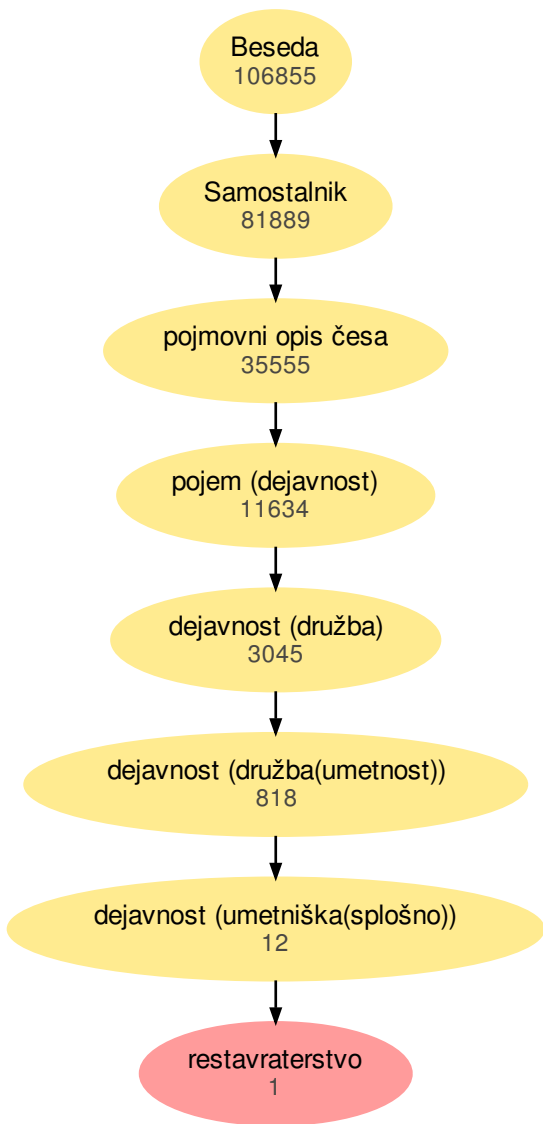 Beseda
106855
Samostalnik
81889
pojmovni opis česa
35555
pojem (dejavnost)
11634
dejavnost (družba)
3045
dejavnost (družba(umetnost))
818
dejavnost (umetniška(splošno))
12
restavraterstvo
1